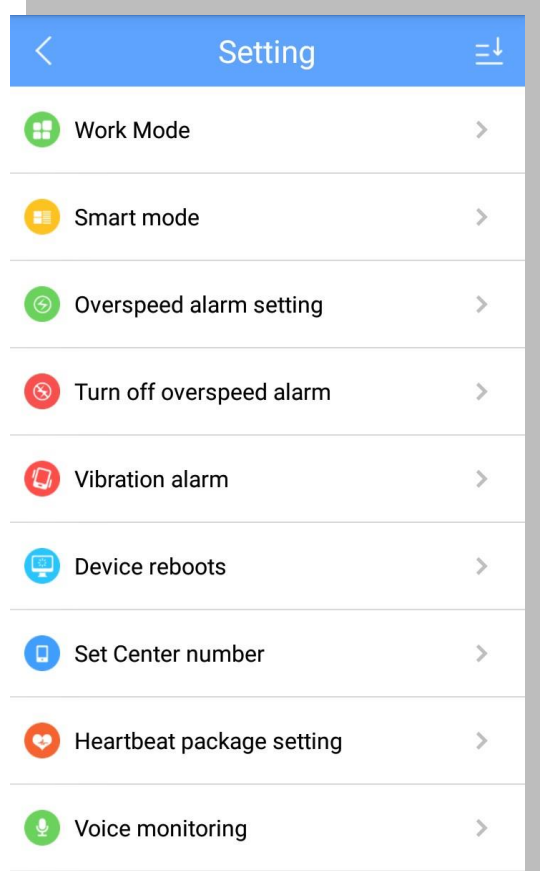 Setting
Work Mode
Smart mode
Overspeed alarm setting
Turn off overspeed alarm
Vibration alarm
Device reboots
Set Center number
Heartbeat package setting
Voice monitoring